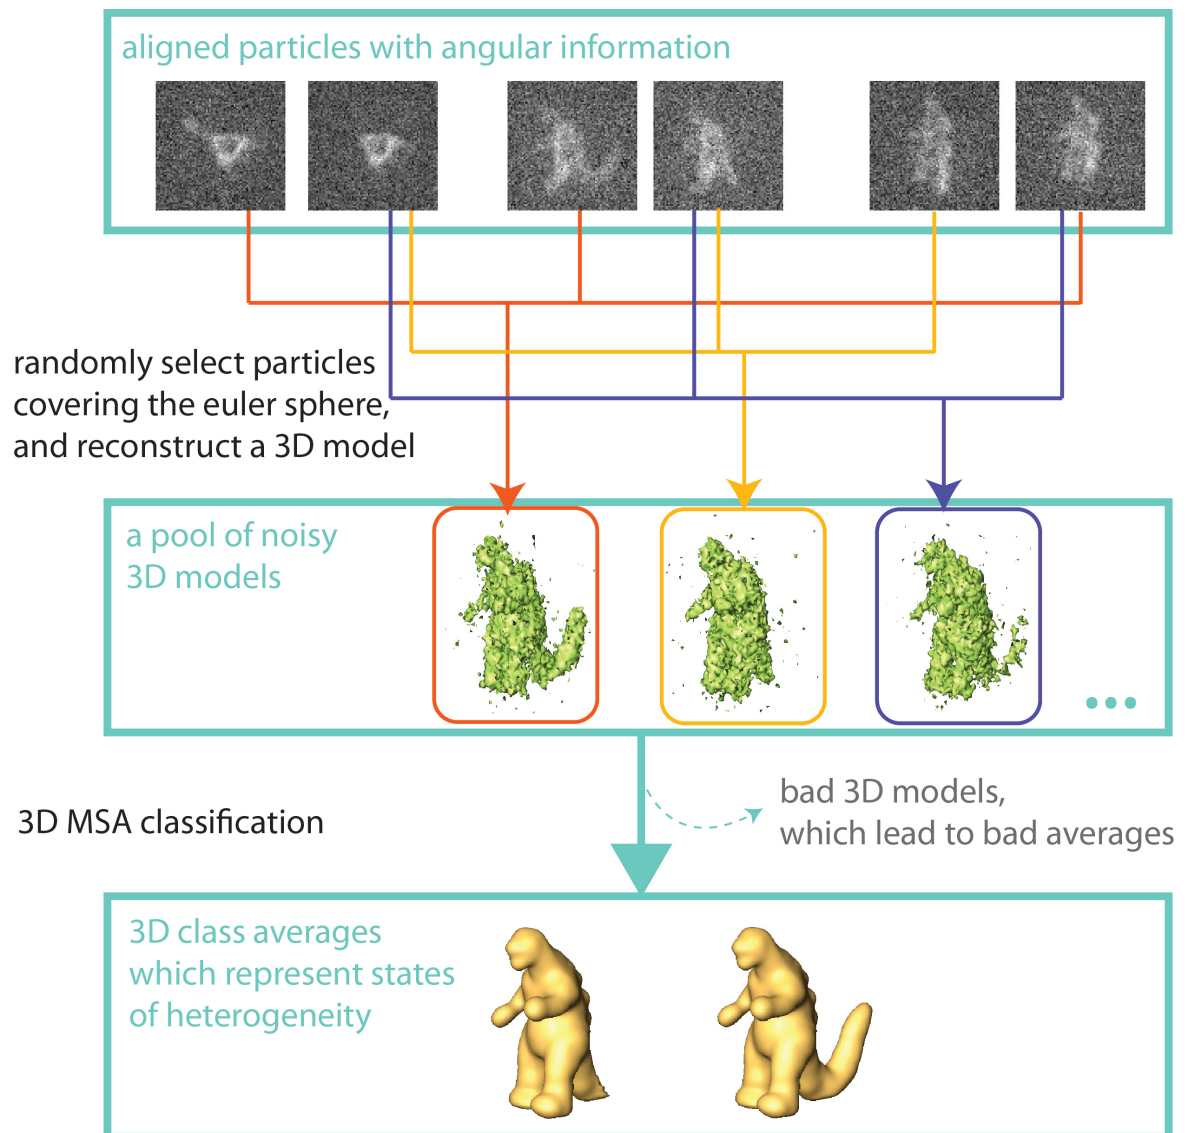 aligned particles with angular information
randomly select particles
covering the euler sphere,
and reconstruct a 3D model
a pool of noisy
3D models
3D MSA classification
bad 3D models,
which lead to bad averages
3D class averages
which represent states
of heterogeneity